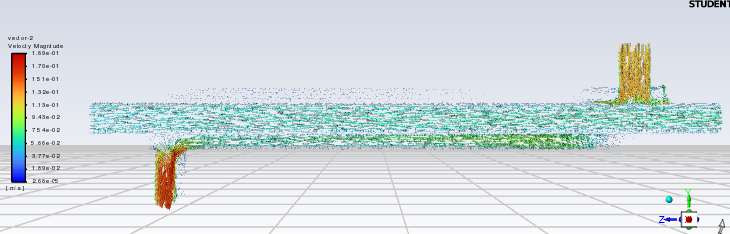 STUDENT
vector-2
Velocity Magnitude
1.89e-01
1.70e-01
1.51e-01
1.32e-01
1.13e-01
9.43e-02
7.54e-02
5.66e-02
3.77e-02
1.89e-02
2.66e-05
[m/s]
Y
Z